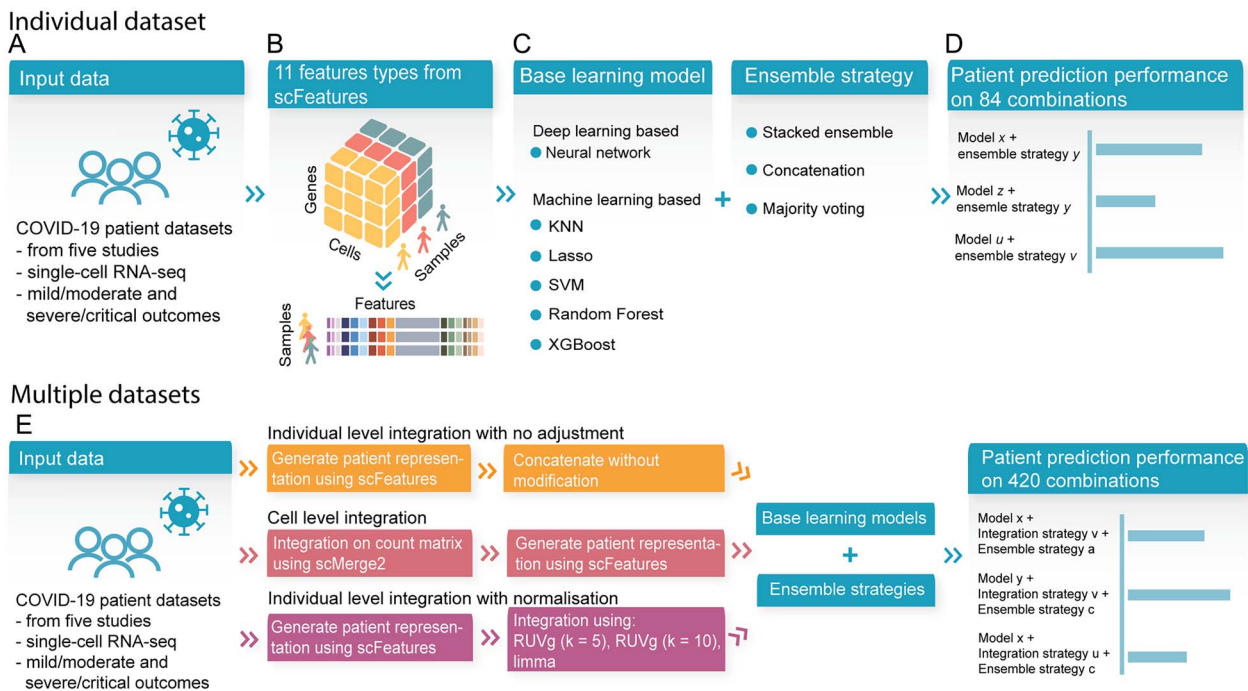 Individual dataset
A
Input data
COVID-19 patient datasets
- from five studies
- single-cell RNA-seq
- mild/moderate and
severe/critical outcomes
B
11 features types from
scFeatures
Genes
Cells
Samples
Features
Samples
C
Base learning model
Deep learning based
Neural network
Machine learning based
KNN
Lasso
SVM
Random Forest
XGBoost
+
Ensemble strategy
Stacked ensemble
Concatenation
Majority voting
D
Patient prediction performance
on 84 combinations
Model x +
ensemble strategy y
Model z +
ensemle strategy y
Model u +
ensemble strategy v
Multiple datasets
E
Input data
COVID-19 patient datasets
- from five studies
- single-cell RNA-seq
- mild/moderate and
severe/critical outcomes
Individual level integration with no adjustment
Generate patient represen-
tation using scFeatures
Concatenate without
modification
Cell level integration
Integration on count matrix
using scMerge2
Generate patient representa-
tion using scFeatures
Individual level integration with normalisation
Generate patient represen-
tation using scFeatures
Integration using:
RUVg (k = 5), RUVg (k = 10),
limma
Base learning models
+
Ensemble strategies
Patient prediction performance
on 420 combinations
Model x +
Integration strategy v +
Ensemble strategy a
Model y +
Integration strategy v +
Ensemble strategy c
Model x +
Integration strategy u +
Ensemble strategy c